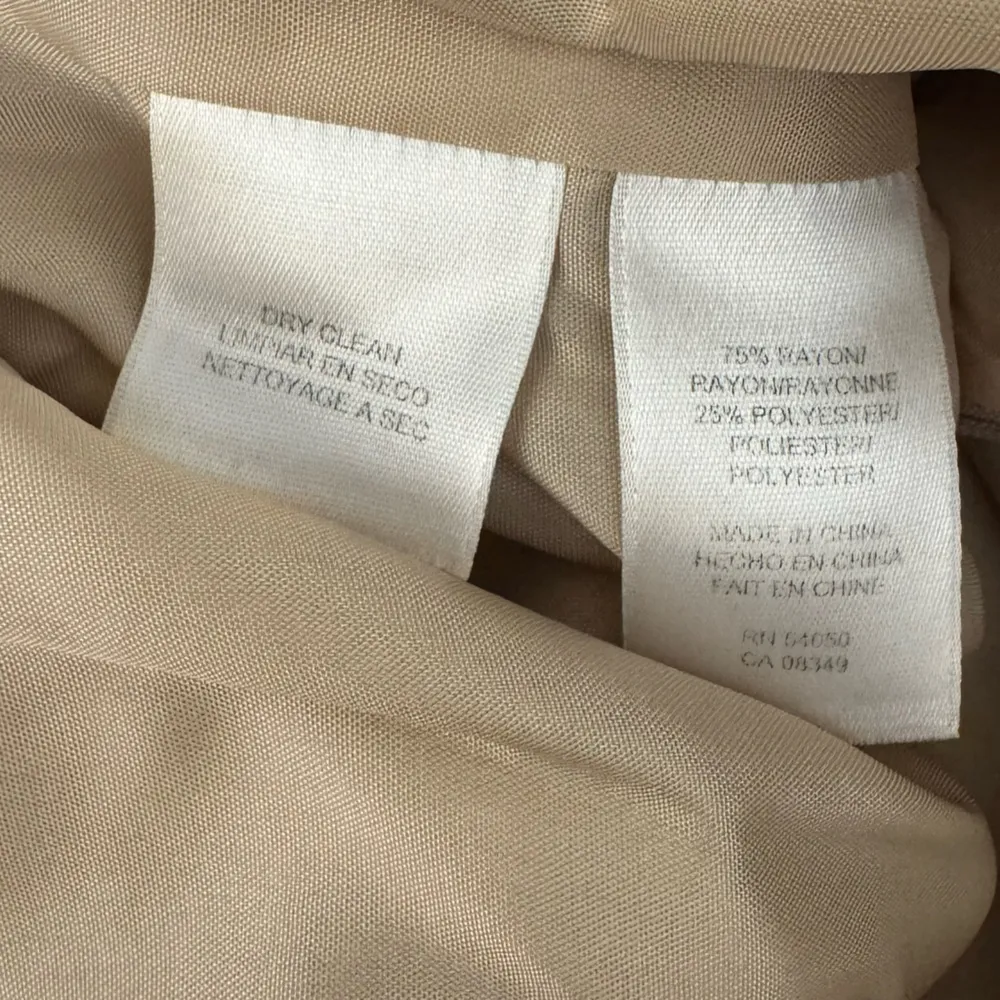 DRY CLEAN
LIMPIAR EN SECO
NETTOYAGE A SEC
75% RAYON/
RAYON/RAYONNE
25% POLYESTER/
POLIESTER/
POLYESTER
MADE IN CHINA
HECHO EN CHINA
FAIT EN CHINE
RN 54050
CA 08349